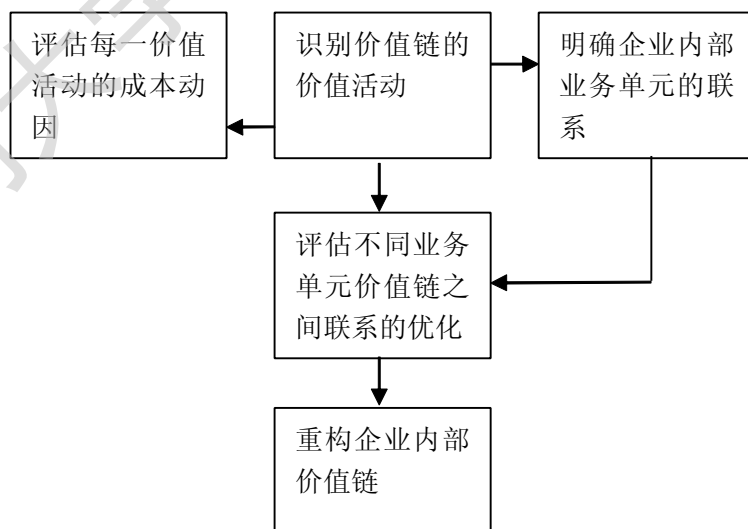 评估每一价值
活动的成本动
因
识别价值链的
价值活动
明确企业内部
业务单元的联
系
评估不同业务
单元价值链之
间联系的优化
重构企业内部
价值链